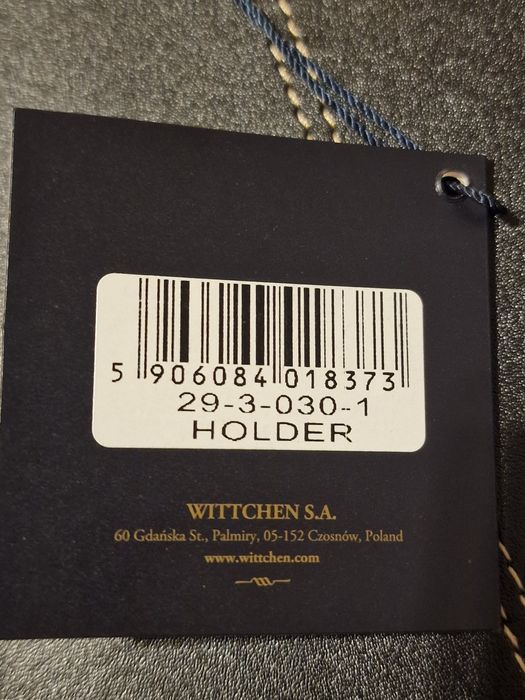 5 906084 018373
29-3-030-1
HOLDER
WITTCHEN S.A.
60 Gdańska St., Palmiry, 05-152 Czosnów, Poland
www.wittchen.com